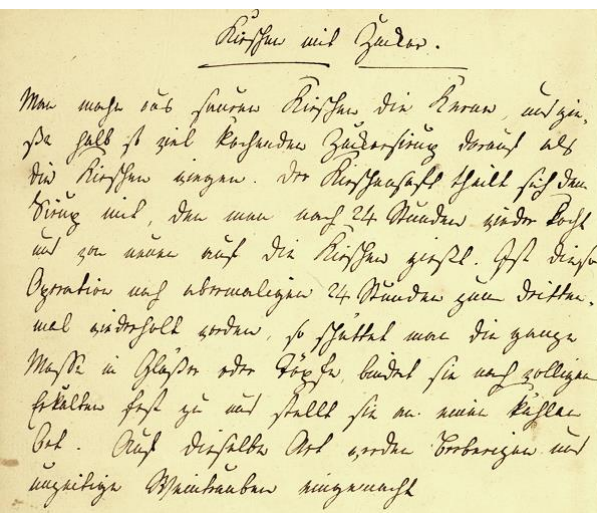 Kirschen mit Zucker.
Man mache aus sauren Kirschen die Kerne, und gie-
ße halb so viel kochenden Zuckersirup darauf als
die Kirschen wiegen. Der Kirschensaft theilt sich dem
Sirup mit, den man nach 24 Stunden wieder kocht
und von neuem auf die Kirschen gießt. Ist diese
Operation nach abermaligen 24 Stunden zum dritten-
mal wiederholt worden, so schüttet man die ganze
Masse in Gläser oder Töpfe, bindet sie nach völligem
Erkalten fest zu und stellt sie an einen kühlen
Ort. Auf dieselbe Art werden Berberizen und
unzeitige Weintrauben eingemacht